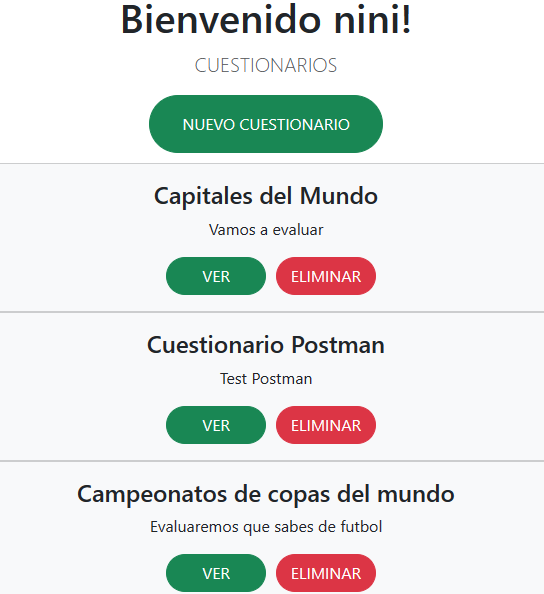 Bienvenido nini!
CUESTIONARIOS
NUEVO CUESTIONARIO
Capitales del Mundo
Vamos a evaluar
VER ELIMINAR
Cuestionario Postman
Test Postman
VER ELIMINAR
Campeonatos de copas del mundo
Evaluaremos que sabes de futbol
VER ELIMINAR